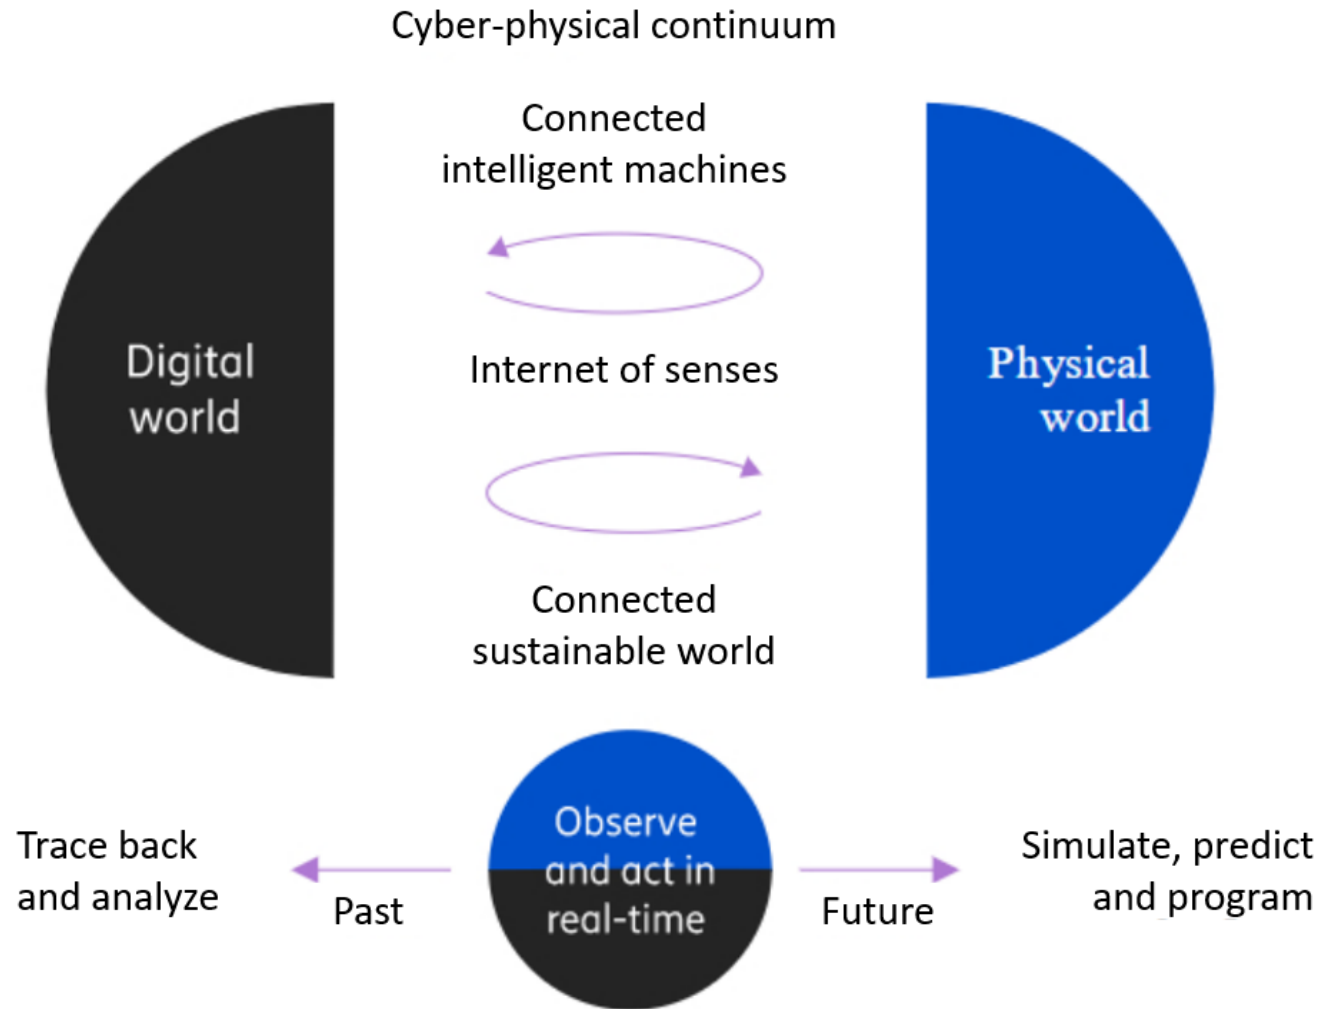 Cyber-physical continuum
Connected
intelligent machines
Digital
world
Internet of senses
Physical
world
Connected
sustainable world
Trace back
and analyze
Past
Observe
and act in
real-time
Future
Simulate, predict
and program